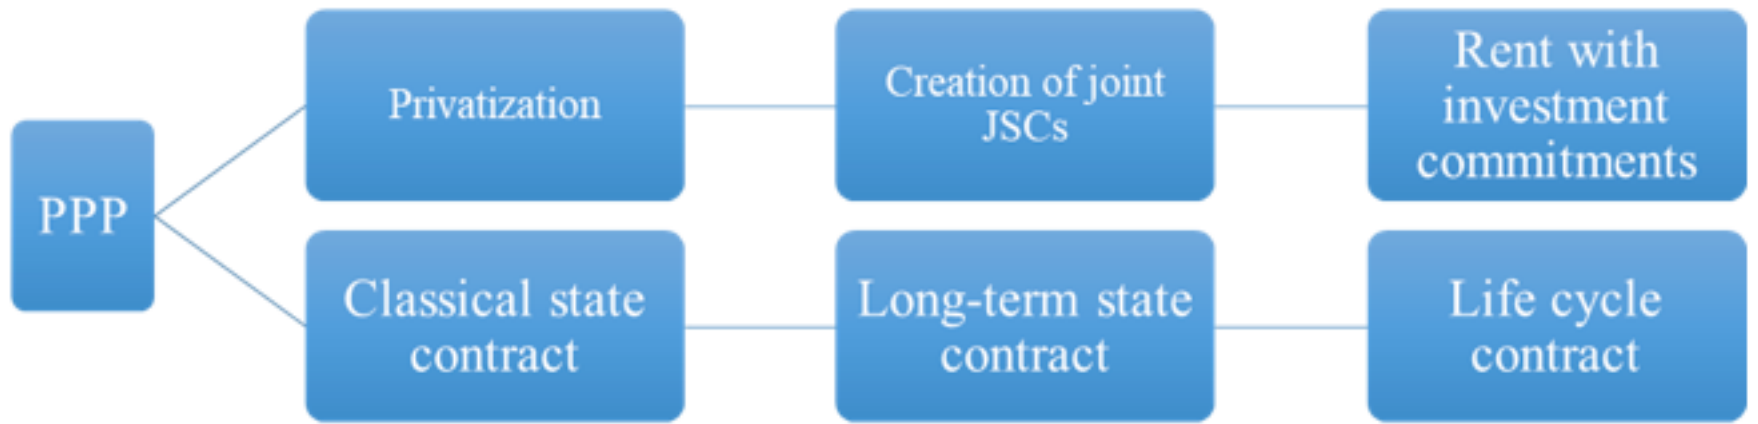 PPP
Privatization
Creation of joint
JSCs
Rent with
investment
commitments
Classical state
contract
Long-term state
contract
Life cycle
contract